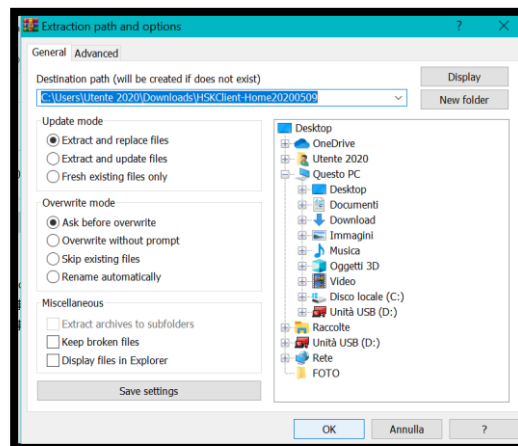 Extraction path and options
?
General
Advanced
Destination path (will be created if does not exist)
C:\Users\Utente 2020\Downloads\HSKClient-Home20200509
Display
New folder
Update mode
Extract and replace files
Extract and update files
Fresh existing files only
Overwrite mode
Ask before overwrite
Overwrite without prompt
Skip existing files
Rename automatically
Miscellaneous
Extract archives to subfolders
Keep broken files
Display files in Explorer
Save settings
Desktop
OneDrive
Utente 2020
Questo PC
Desktop
Documenti
Download
Immagini
Musica
Oggetti 3D
Video
Disco locale (C:)
Unità USB (D:)
Raccolte
Unità USB (D:)
Rete
FOTO
OK
Annulla
?